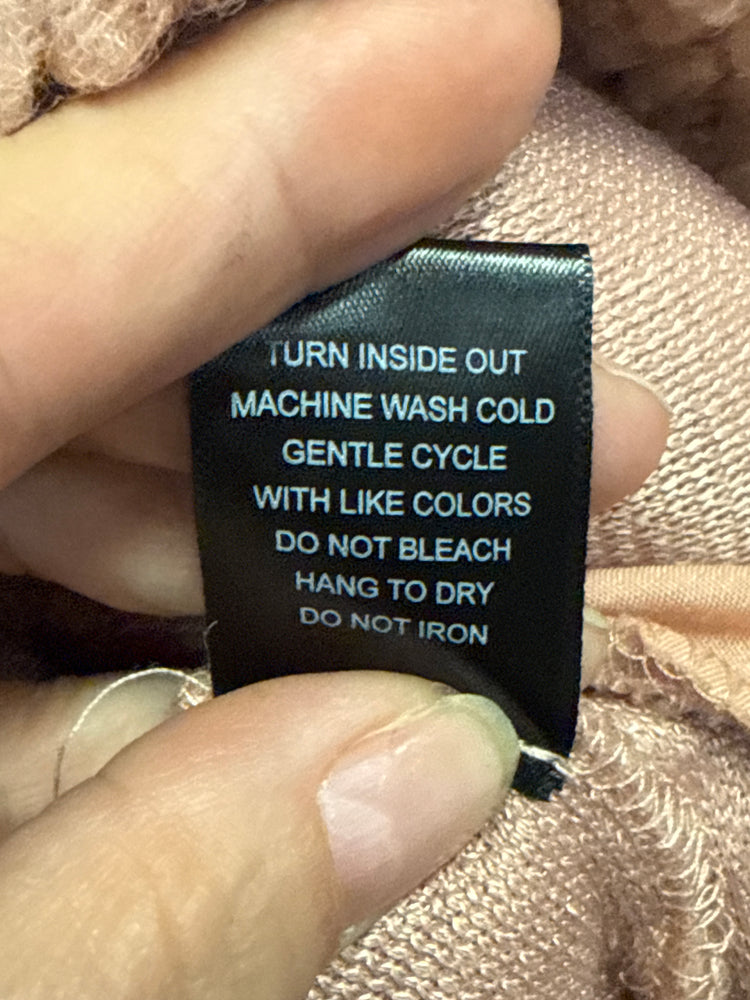 TURN INSIDE OUT
MACHINE WASH COLD
GENTLE CYCLE
WITH LIKE COLORS
DO NOT BLEACH
HANG TO DRY
DO NOT IRON